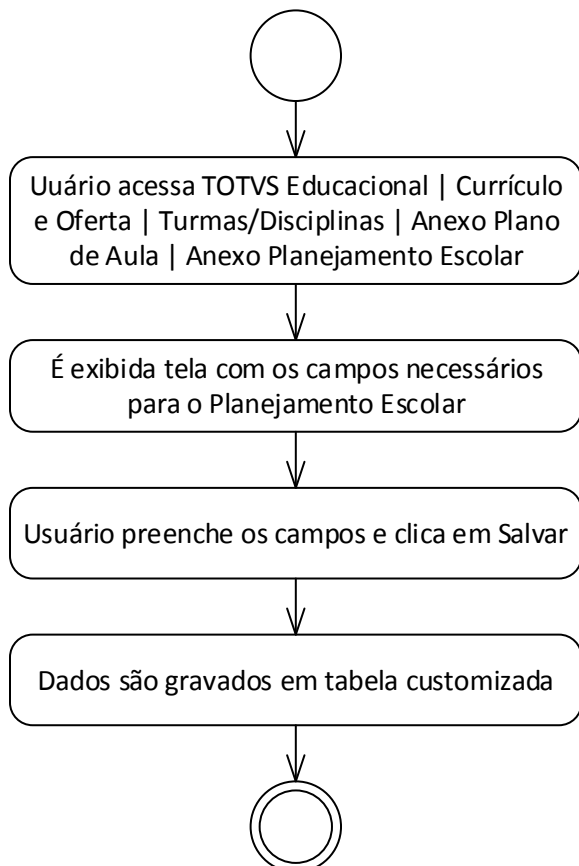 Uuário acessa TOTVS Educacional | Currículo
e Oferta | Turmas/Disciplinas | Anexo Plano
de Aula | Anexo Planejamento Escolar
É exibida tela com os campos necessários
para o Planejamento Escolar
Usuário preenche os campos e clica em Salvar
Dados são gravados em tabela customizada